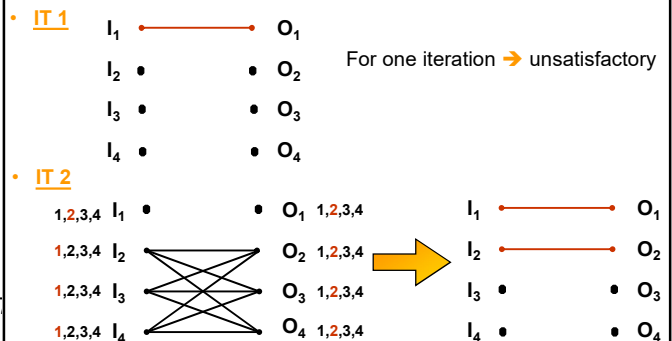 • IT 1
I₁ O₁
For one iteration ➔ unsatisfactory
I₂ O₂
I₃ O₃
I₄ O₄
• IT 2
1,2,3,4 I₁ O₁ 1,2,3,4 I₁ O₁
1,2,3,4 I₂ O₂ 1,2,3,4 I₂ O₂
1,2,3,4 I₃ O₃ 1,2,3,4 I₃ O₃
1,2,3,4 I₄ O₄ 1,2,3,4 I₄ O₄